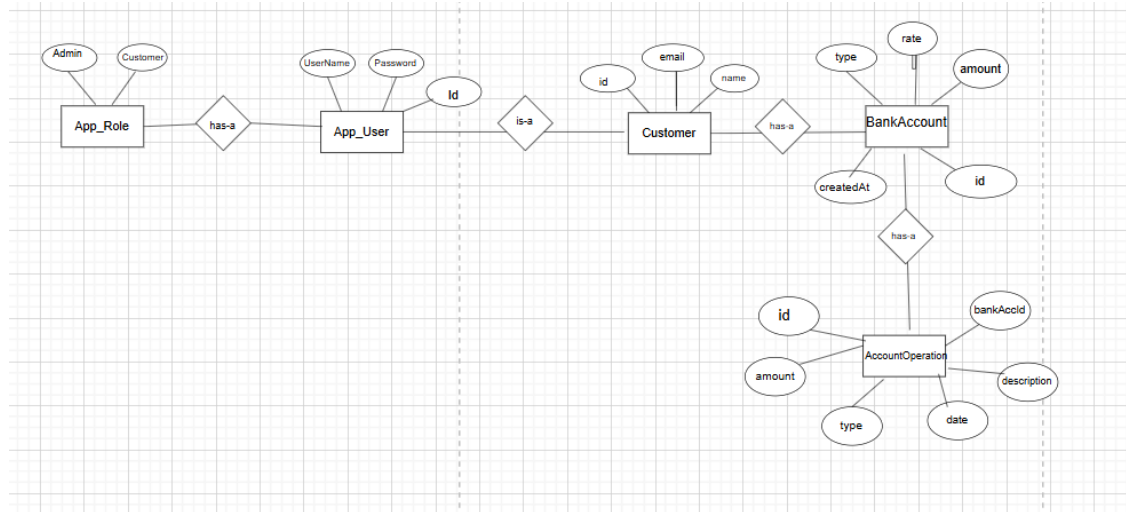 Admin
Customer
App_Role
has-a
UserName
Password
Id
App_User
is-a
id
email
name
Customer
has-a
type
rate
amount
BankAccount
createdAt
id
has-a
id
bankAccId
AccountOperation
amount
description
type
date